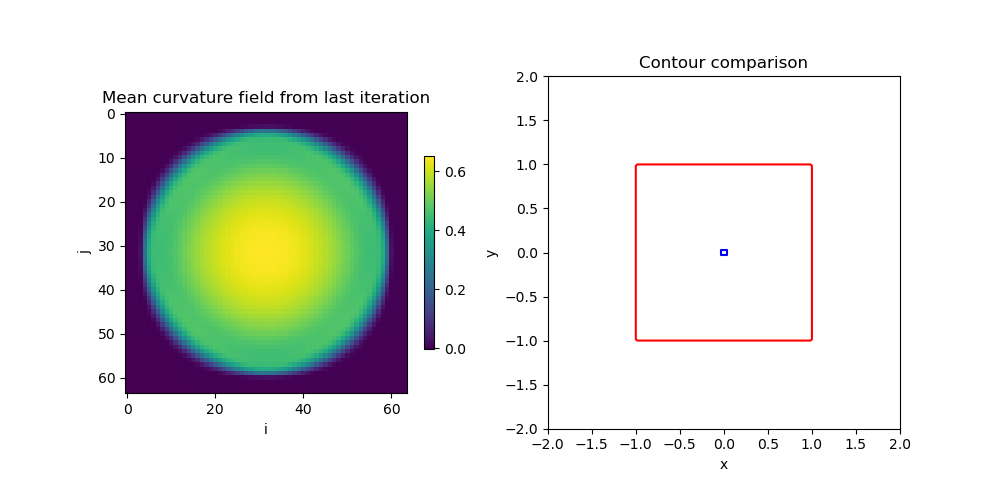 Mean curvature field from last iteration
0
10
20
30
40
50
60
j
0 20 40 60
i
0.6
0.4
0.2
0.0
Contour comparison
2.0
1.5
1.0
0.5
0.0
−0.5
−1.0
−1.5
−2.0
y
−2.0 −1.5 −1.0 −0.5 0.0 0.5 1.0 1.5 2.0
x